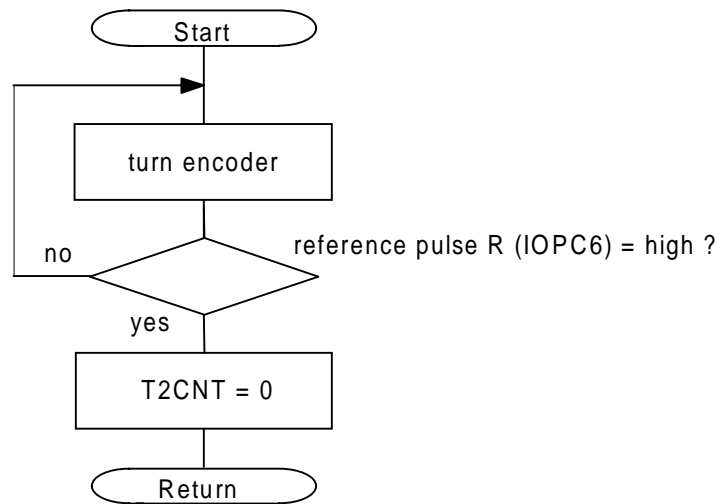 Start
turn encoder
reference pulse R (IOPC6) = high ?
no
yes
T2CNT = 0
Return